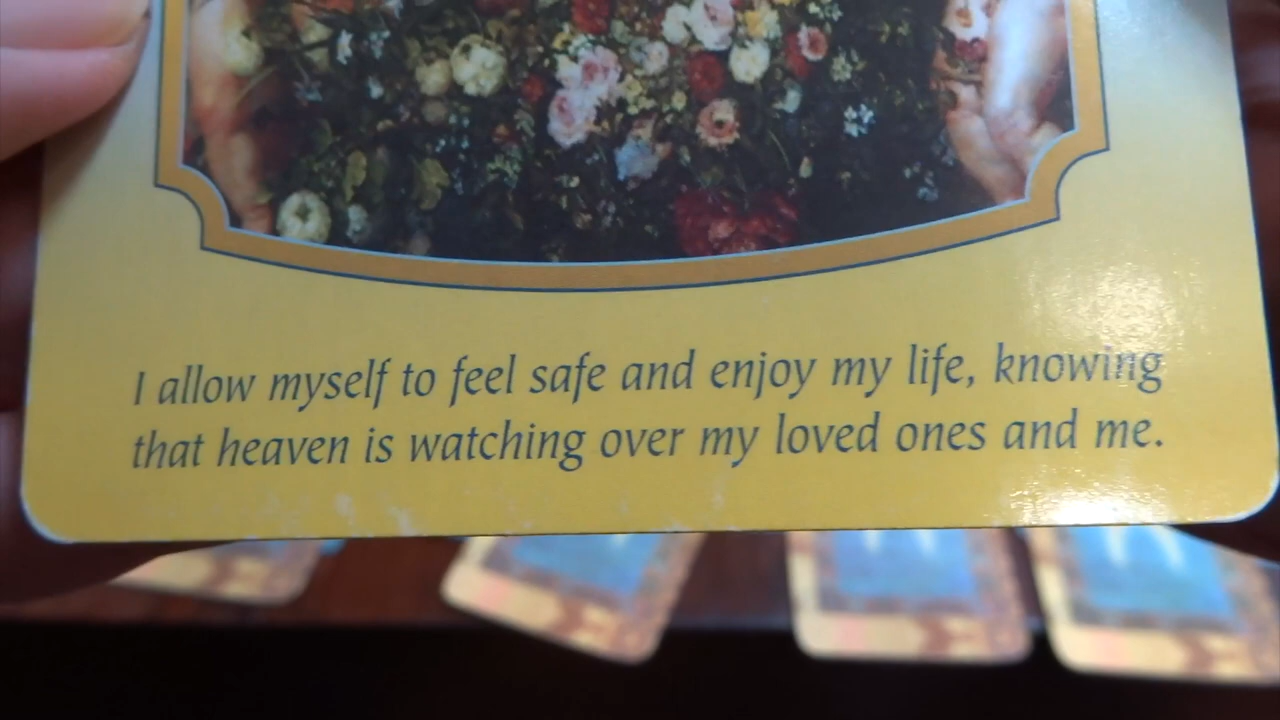 I allow myself to feel safe and enjoy my life, knowing
that heaven is watching over my loved ones and me.